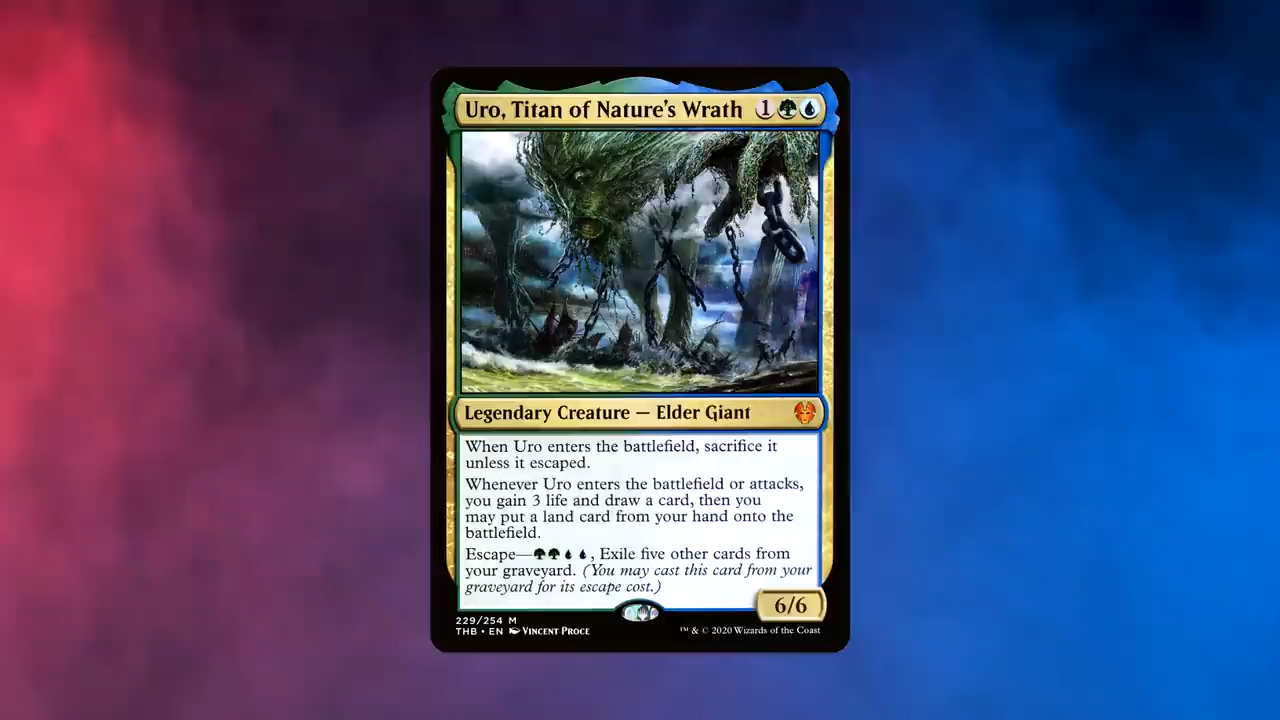 Uro, Titan of Nature's Wrath 1
Legendary Creature — Elder Giant
When Uro enters the battlefield, sacrifice it
unless it escaped.
Whenever Uro enters the battlefield or attacks,
you gain 3 life and draw a card, then you
may put a land card from your hand onto the
battlefield.
Escape—, Exile five other cards from
your graveyard. (You may cast this card from your
graveyard for its escape cost.)
6/6
229/254 M
THB • EN VINCENT PROCE
™ & © 2020 Wizards of the Coast